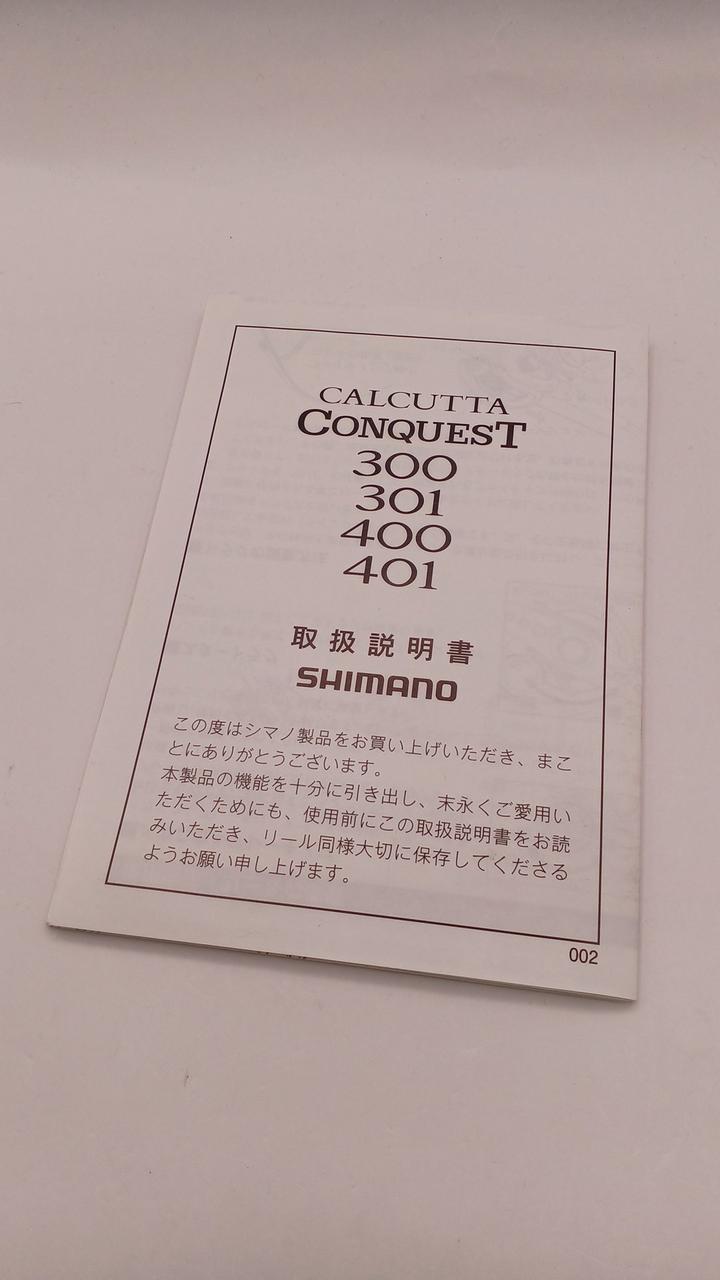 CALCUTTA
CONQUEST
300
301
400
401
取扱説明書
SHIMANO
この度はシマノ製品をお買い上げいただき、まこ
とにありがとうございます。
本製品の機能を十分に引き出し、末永くご愛用い
ただくためにも、使用前にこの取扱説明書をお読
みいただき、リール同様大切に保存してくださる
ようお願い申し上げます。
002